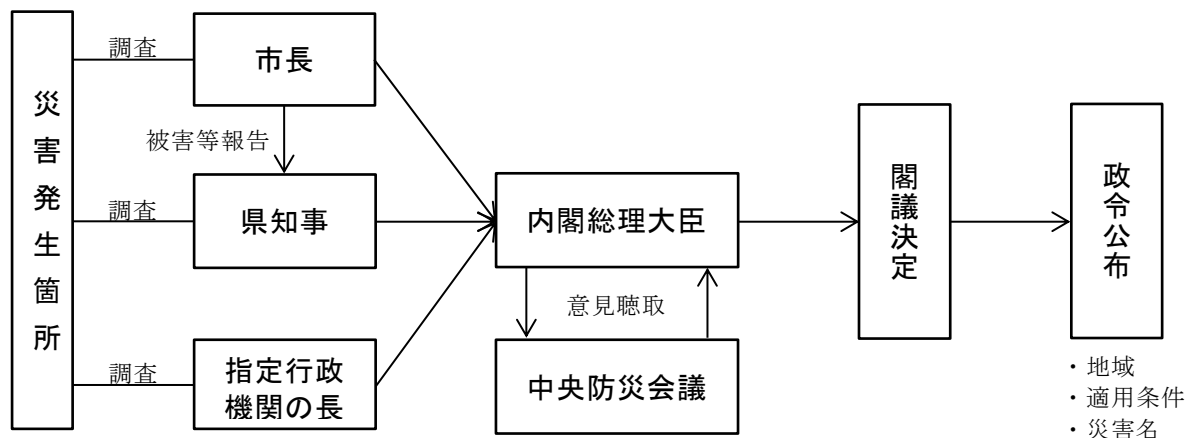 災害発生箇所
調査
市長
被害等報告
調査
県知事
調査
指定行政
機関の長
内閣総理大臣
意見聴取
中央防災会議
閣議決定
政令公布
・地域
・適用条件
・災害名